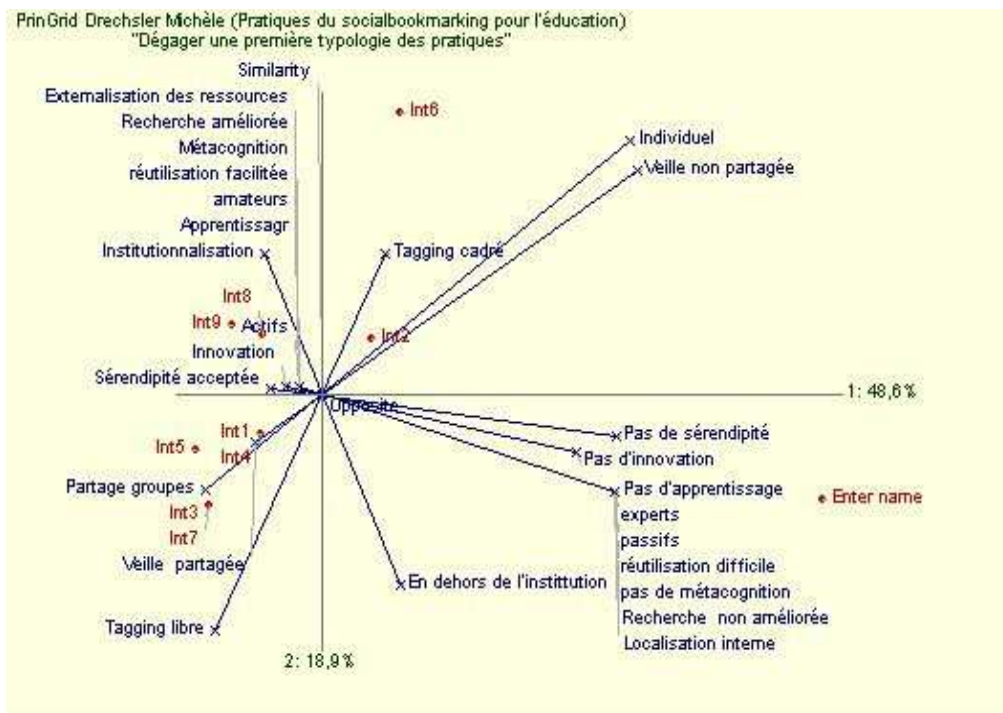 PrinGrid Drechsler Michèle (Pratiques du socialbookmarking pour l'éducation)
"Dégager une première typologie des pratiques"
Similarity
Externalisation des ressources
Int6
Recherche améliorée
Individuel
Métacognition
Veille non partagée
réutilisation facilitée
amateurs
Apprentissagr
Institutionnalisation
Tagging cadré
Int8
Int9
Actifs
Int2
Innovation
Sérendipité acceptée
1: 48,6%
Opposite
Int1
Pas de sérendipité
Int5
Int4
Pas d'innovation
Partage groupes
Pas d'apprentissage
Enter name
Int3
experts
Int7
passifs
Veille partagée
réutilisation difficile
En dehors de l'instittution
pas de métacognition
Recherche non améliorée
Tagging libre
Localisation interne
2: 18,9%